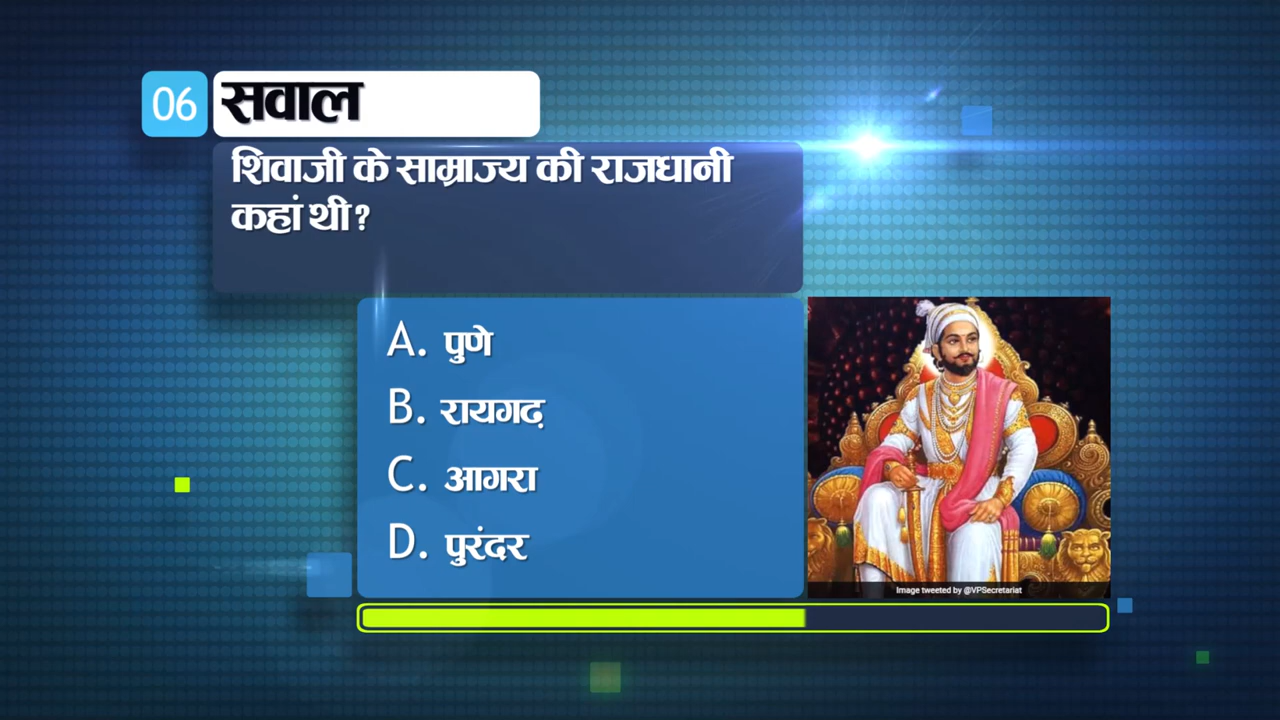 06 सवाल
शिवाजी के साम्राज्य की राजधानी
कहां थी?
A. पुणे
B. रायगढ़
C. आगरा
D. पुरंदर
Image tweeted by @VPSecretariat